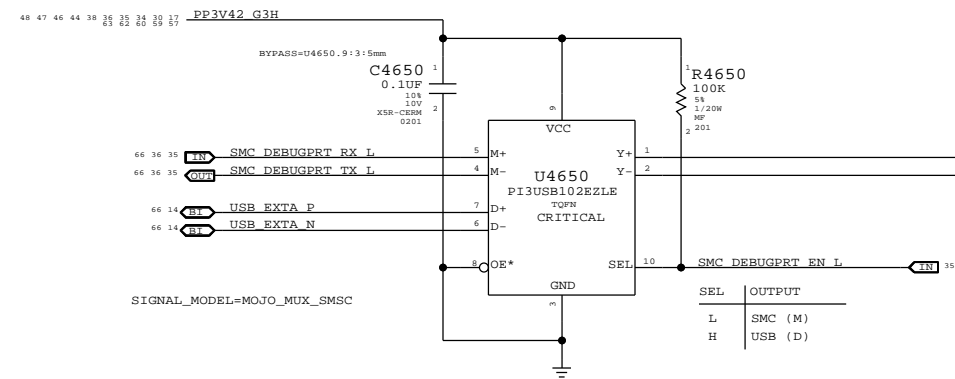 48 47 46 44 38 36 35 34 30 17 PP3V42_G3H
63 62 60 59 57
BYPASS=U4650.9:3:5mm
C4650 1
0.1UF
10%
10V
X5R-CERM 2
0201
1 R4650
100K
5%
1/20W
MF
2 201
9
VCC
66 36 35 IN SMC_DEBUGPRT_RX_L 5 M+ Y+ 1
66 36 35 OUT SMC_DEBUGPRT_TX_L 4 M- Y- 2
U4650
PI3USB102EZLE
TQFN
CRITICAL
66 14 BI USB_EXTA_P 7 D+
66 14 BI USB_EXTA_N 6 D-
8 OE* SEL 10 SMC_DEBUGPRT_EN_L IN 35
GND
3
SIGNAL_MODEL=MOJO_MUX_SMSC
SEL OUTPUT
L SMC (M)
H USB (D)